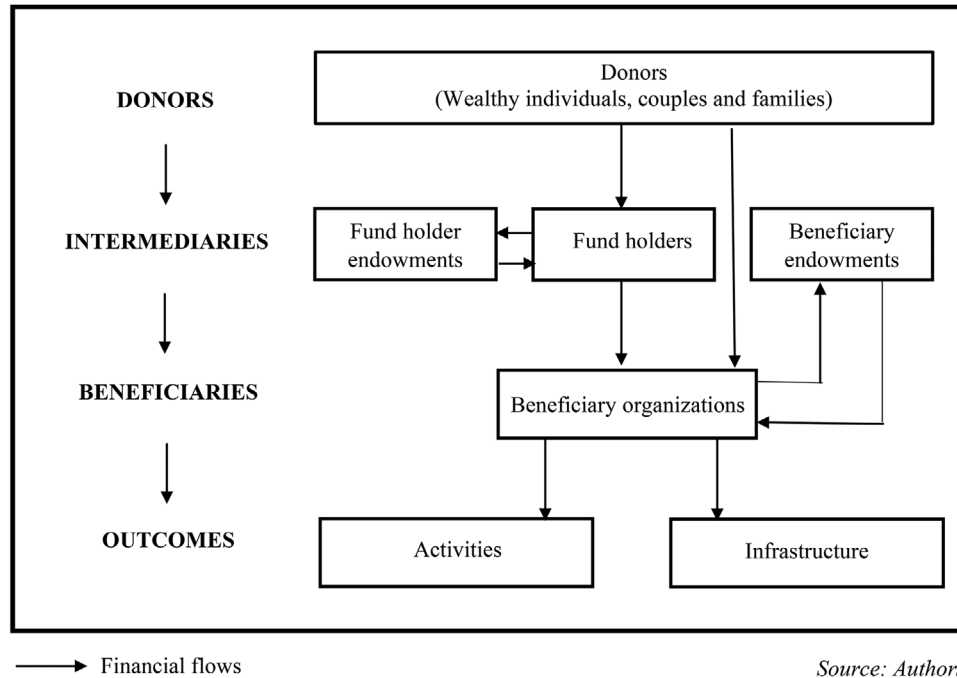 DONORS
Donors
(Wealthy individuals, couples and families)
INTERMEDIARIES
Fund holder
endowments
Fund holders
Beneficiary
endowments
BENEFICIARIES
Beneficiary organizations
OUTCOMES
Activities
Infrastructure
Financial flows
Source: Author